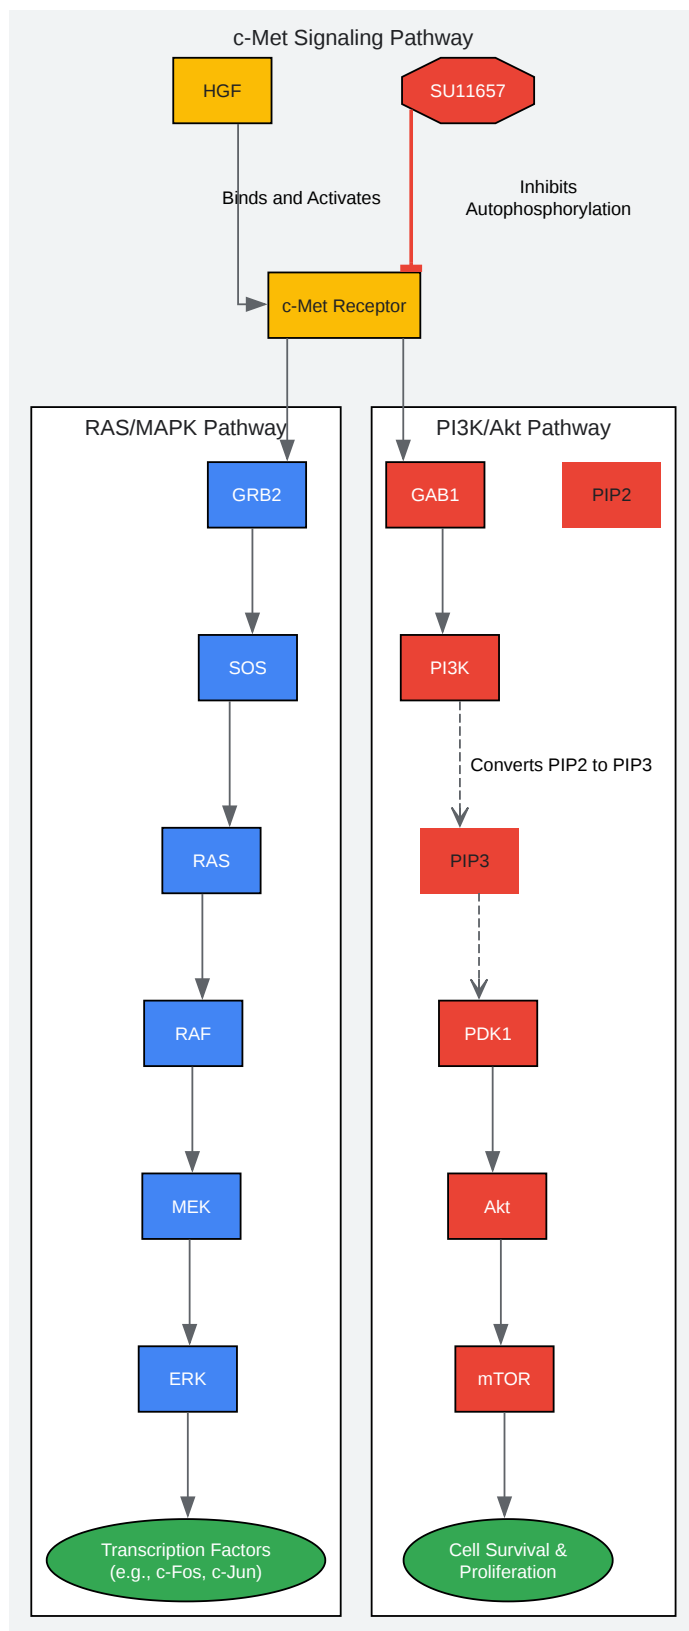 c-Met Signaling Pathway
HGF
SU11657
Binds and Activates
Inhibits
Autophosphorylation
c-Met Receptor
RAS/MAPK Pathway
PI3K/Akt Pathway
GRB2
GAB1
PIP2
SOS
PI3K
Converts PIP2 to PIP3
RAS
PIP3
RAF
PDK1
MEK
Akt
ERK
mTOR
Transcription Factors
(e.g., c-Fos, c-Jun)
Cell Survival &
Proliferation